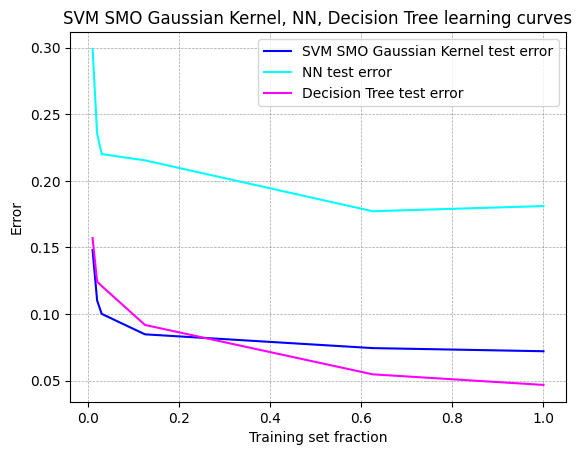 SVM SMO Gaussian Kernel, NN, Decision Tree learning curves
SVM SMO Gaussian Kernel test error
NN test error
Decision Tree test error
Error
0.30
0.25
0.20
0.15
0.10
0.05
0.0
0.2
0.4
0.6
0.8
1.0
Training set fraction